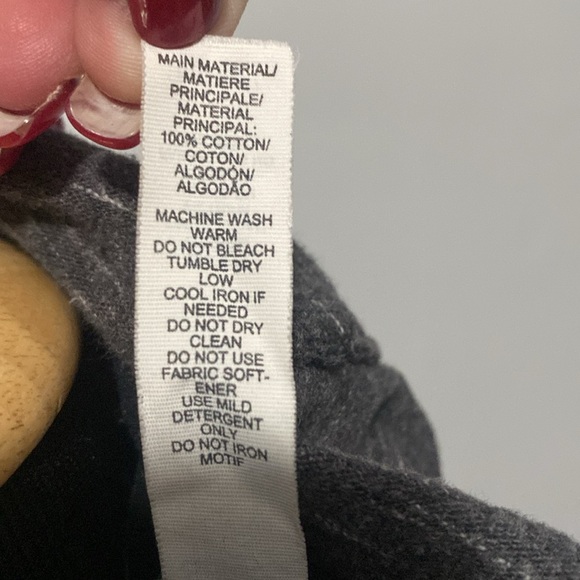 MAIN MATERIAL/
MATIERE
PRINCIPALE/
MATERIAL
PRINCIPAL:
100% COTTON/
COTON/
ALGODÓN/
ALGODÃO
MACHINE WASH
WARM
DO NOT BLEACH
TUMBLE DRY
LOW
COOL IRON IF
NEEDED
DO NOT DRY
CLEAN
DO NOT USE
FABRIC SOFT-
ENER
USE MILD
DETERGENT
ONLY
DO NOT IRON
MOTIF